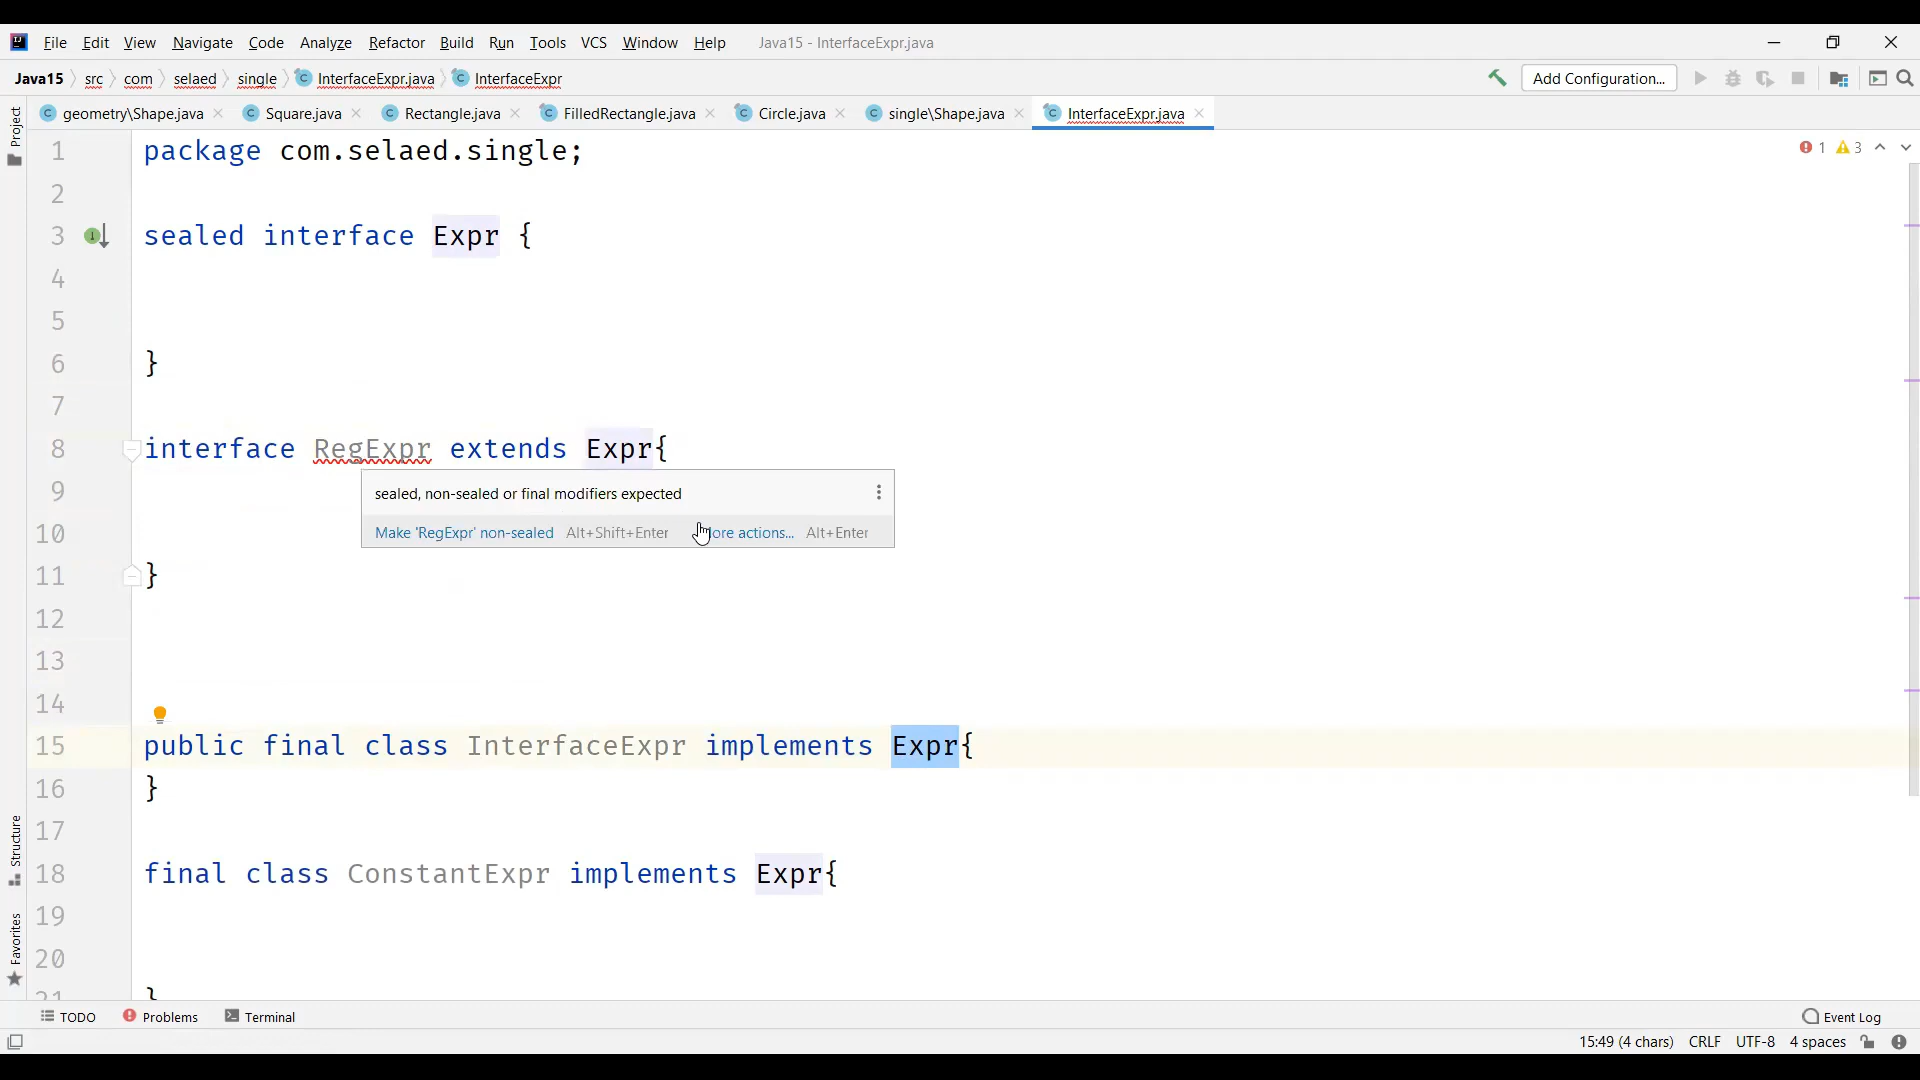 File Edit View Navigate Code Analyze Refactor Build Run Tools VCS Window Help Java15 - InterfaceExpr.java
Java15 src com selaed single InterfaceExpr.java InterfaceExpr Add Configuration...
geometry\Shape.java Square.java Rectangle.java FilledRectangle.java Circle.java single\Shape.java InterfaceExpr.java
Project
1 package com.selaed.single; 1 3
2
3 sealed interface Expr {
4
5
6 }
7
8 interface RegExpr extends Expr{
9 sealed, non-sealed or final modifiers expected
10 Make 'RegExpr' non-sealed Alt+Shift+Enter More actions... Alt+Enter
11 }
12
13
14
15 public final class InterfaceExpr implements Expr{
16 }
17
18 final class ConstantExpr implements Expr{
19
20
21 }
Structure
Favorites
TODO Problems Terminal Event Log
15:49 (4 chars) CRLF UTF-8 4 spaces